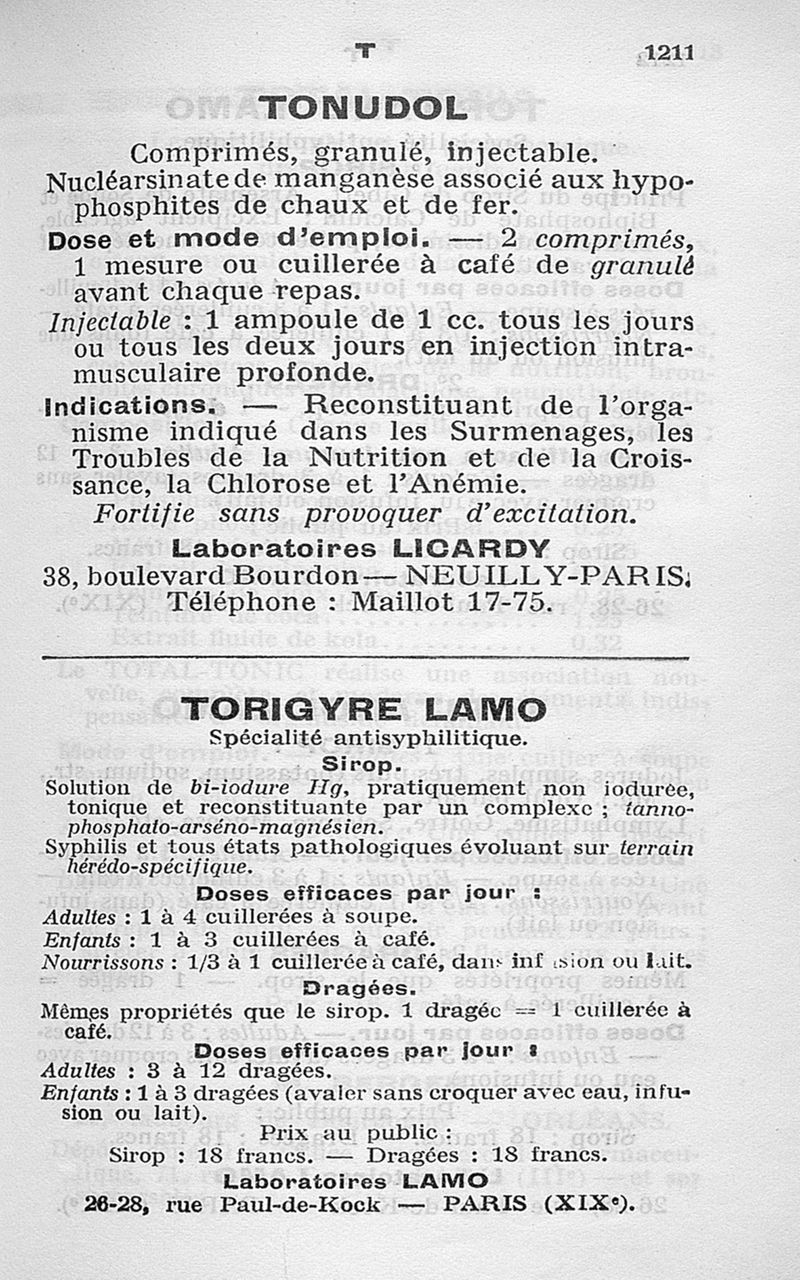 T 1211
TONUDOL
Comprimés, granulé, injectable.
Nucléarsinate de manganèse associé aux hypo-
phosphites de chaux et de fer.
Dose et mode d'emploi. — 2 comprimés,
1 mesure ou cuillerée à café de granulé
avant chaque repas.
Injectable : 1 ampoule de 1 cc. tous les jours
ou tous les deux jours en injection intra-
musculaire profonde.
Indications. — Reconstituant de l'orga-
nisme indiqué dans les Surmenages, les
Troubles de la Nutrition et de la Crois-
sance, la Chlorose et l'Anémie.
Fortifie sans provoquer d'excitation.
Laboratoires LICARDY
38, boulevard Bourdon — NEUILLY-PARIS.
Téléphone : Maillot 17-75.
TORIGYRE LAMO
Spécialité antisyphilitique.
Sirop.
Solution de bi-iodure Hg, pratiquement non iodurée,
tonique et reconstituante par un complexe ; tanno-
phosphato-arséno-magnésien.
Syphilis et tous états pathologiques évoluant sur terrain
hérédo-spécifique.
Doses efficaces par jour :
Adultes : 1 à 4 cuillerées à soupe.
Enfants : 1 à 3 cuillerées à café.
Nourrissons : 1/3 à 1 cuillerée à café, dans infusion ou lait.
Dragées.
Mêmes propriétés que le sirop. 1 dragée = 1 cuillerée à
café.
Doses efficaces par jour :
Adultes : 3 à 12 dragées.
Enfants : 1 à 3 dragées (avaler sans croquer avec eau, infu-
sion ou lait).
Prix au public :
Sirop : 18 francs. — Dragées : 18 francs.
Laboratoires LAMO
26-28, rue Paul-de-Kock — PARIS (XIXe).